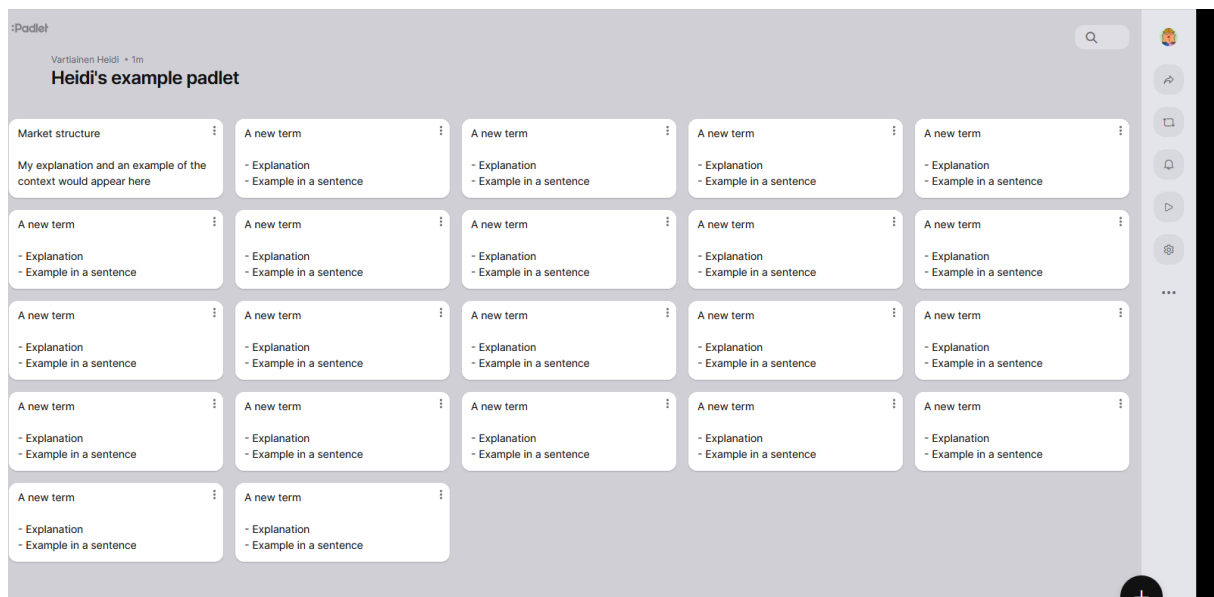 :Padlet
Vartiainen Heidi • 1m
Heidi's example padlet
Market structure
My explanation and an example of the
context would appear here
A new term
- Explanation
- Example in a sentence
A new term
- Explanation
- Example in a sentence
A new term
- Explanation
- Example in a sentence
A new term
- Explanation
- Example in a sentence
A new term
- Explanation
- Example in a sentence
A new term
- Explanation
- Example in a sentence
A new term
- Explanation
- Example in a sentence
A new term
- Explanation
- Example in a sentence
A new term
- Explanation
- Example in a sentence
A new term
- Explanation
- Example in a sentence
A new term
- Explanation
- Example in a sentence
A new term
- Explanation
- Example in a sentence
A new term
- Explanation
- Example in a sentence
A new term
- Explanation
- Example in a sentence
A new term
- Explanation
- Example in a sentence
A new term
- Explanation
- Example in a sentence
A new term
- Explanation
- Example in a sentence
A new term
- Explanation
- Example in a sentence
A new term
- Explanation
- Example in a sentence
A new term
- Explanation
- Example in a sentence
A new term
- Explanation
- Example in a sentence